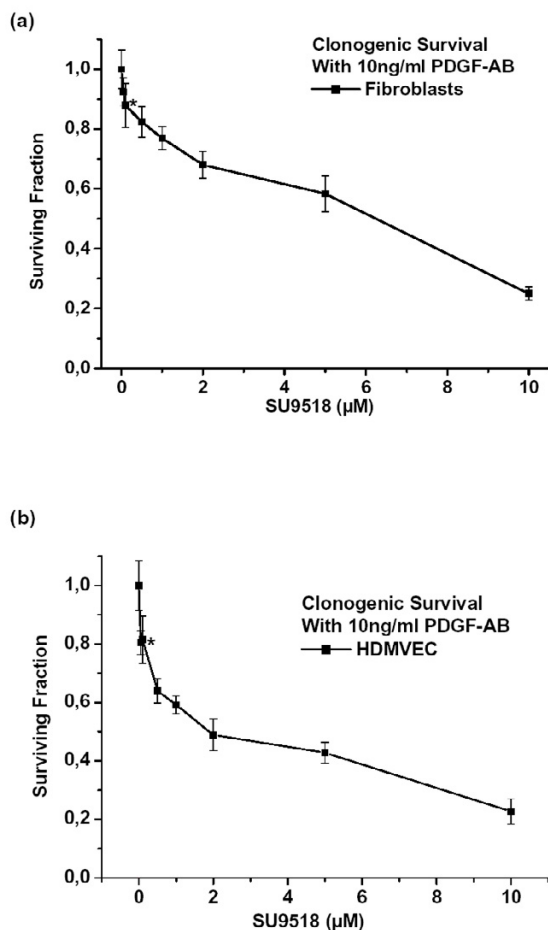 (a)
Clonogenic Survival
With 10ng/ml PDGF-AB
Fibroblasts
1,0
0,8
0,6
0,4
0,2
0,0
*
Surviving Fraction
0 2 4 6 8 10
SU9518 (µM)
(b)
Clonogenic Survival
With 10ng/ml PDGF-AB
HDMVEC
1,0
0,8
0,6
0,4
0,2
0,0
*
Surviving Fraction
0 2 4 6 8 10
SU9518 (µM)